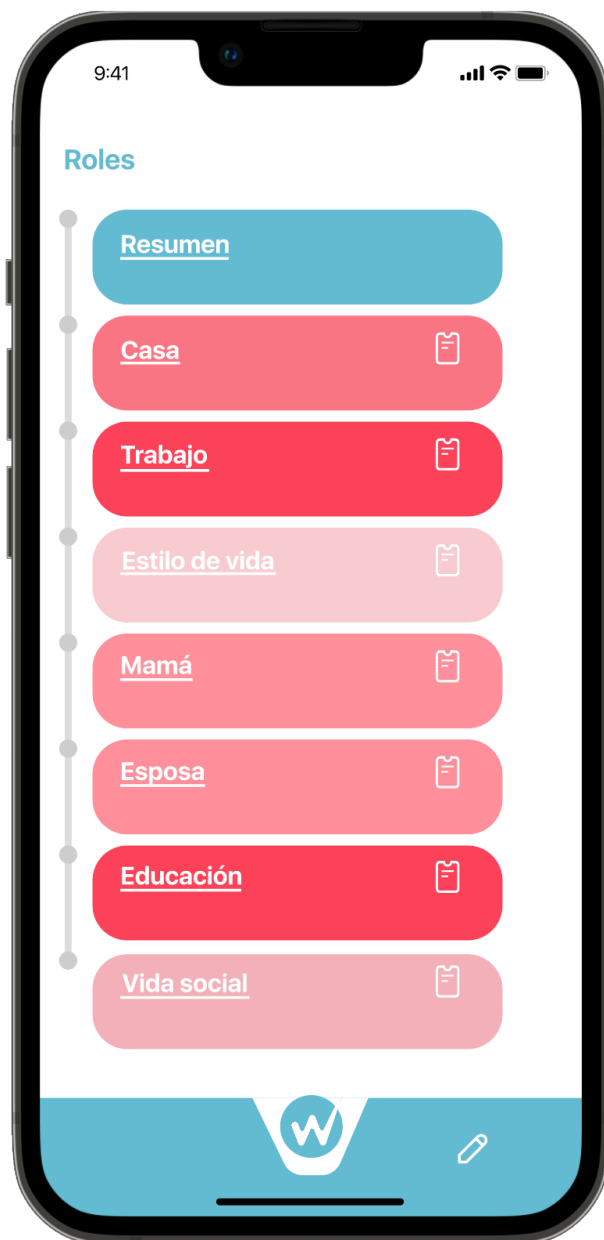 9:41
Roles
Resumen
Casa
Trabajo
Estilo de vida
Mamá
Esposa
Educación
Vida social
W